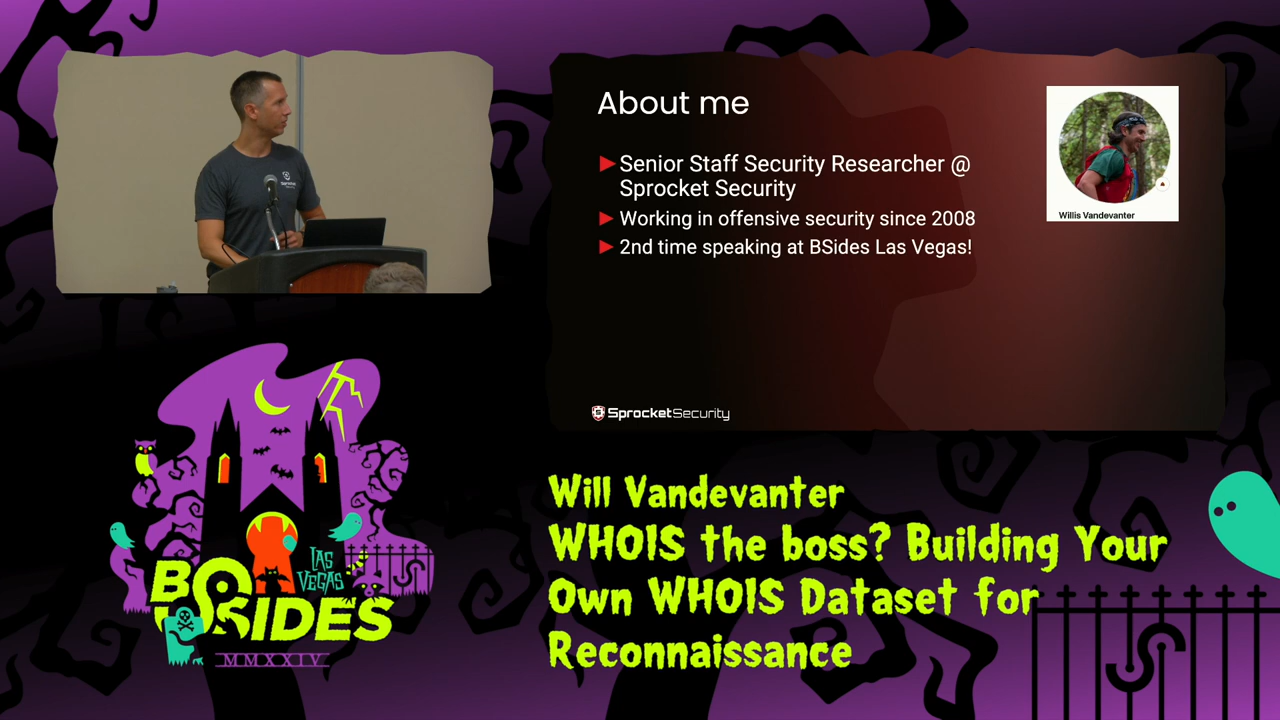 About me
Senior Staff Security Researcher @
Sprocket Security
Working in offensive security since 2008
2nd time speaking at BSides Las Vegas!
Willis Vandevanter
SprocketSecurity
Sprocket
LAS
VEGAS
BSIDES
MMXXIV
Will Vandevanter
WHOIS the boss? Building Your
Own WHOIS Dataset for
Reconnaissance